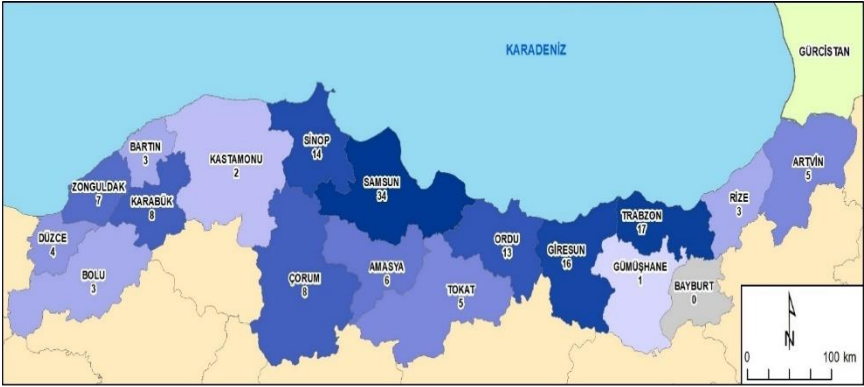 KARADENİZ
GÜRCİSTAN
BARTIN
3
KASTAMONU
2
SİNOP
14
SAMSUN
34
ZONGULDAK
7
KARABÜK
8
DÜZCE
4
BOLU
3
ÇORUM
8
AMASYA
6
TOKAT
5
ORDU
13
GİRESUN
16
TRABZON
17
GÜMÜŞHANE
1
BAYBURT
0
RİZE
3
ARTVİN
5
N
0 100 km